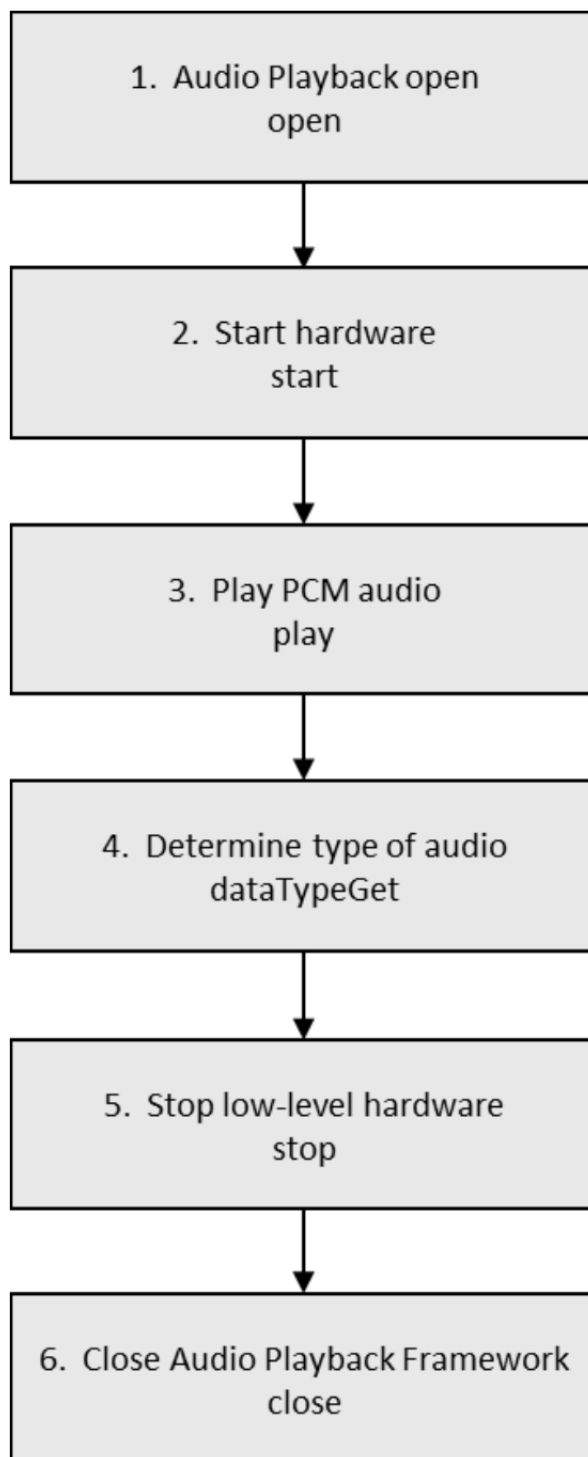 1. Audio Playback open
open
2. Start hardware
start
3. Play PCM audio
play
4. Determine type of audio
dataTypeGet
5. Stop low-level hardware
stop
6. Close Audio Playback Framework
close